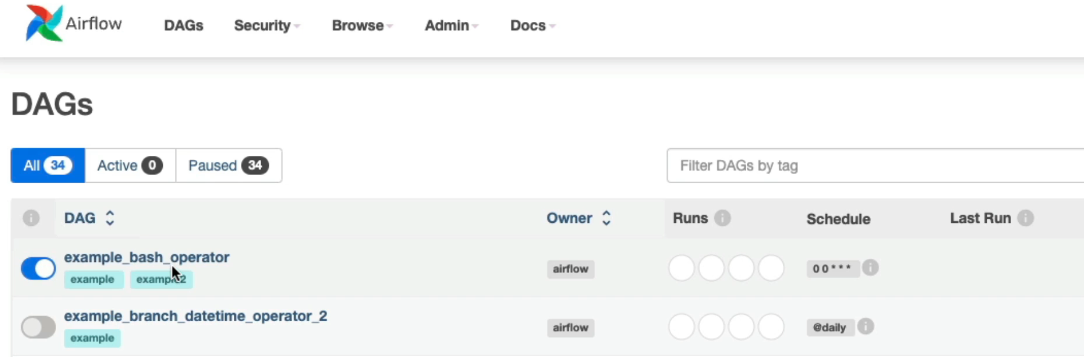 Airflow DAGs Security Browse Admin Docs
DAGs
All 34 Active 0 Paused 34 Filter DAGs by tag
DAG Owner Runs Schedule Last Run
example_bash_operator
example example2 airflow 0 0 * * *
example_branch_datetime_operator_2
example airflow @daily